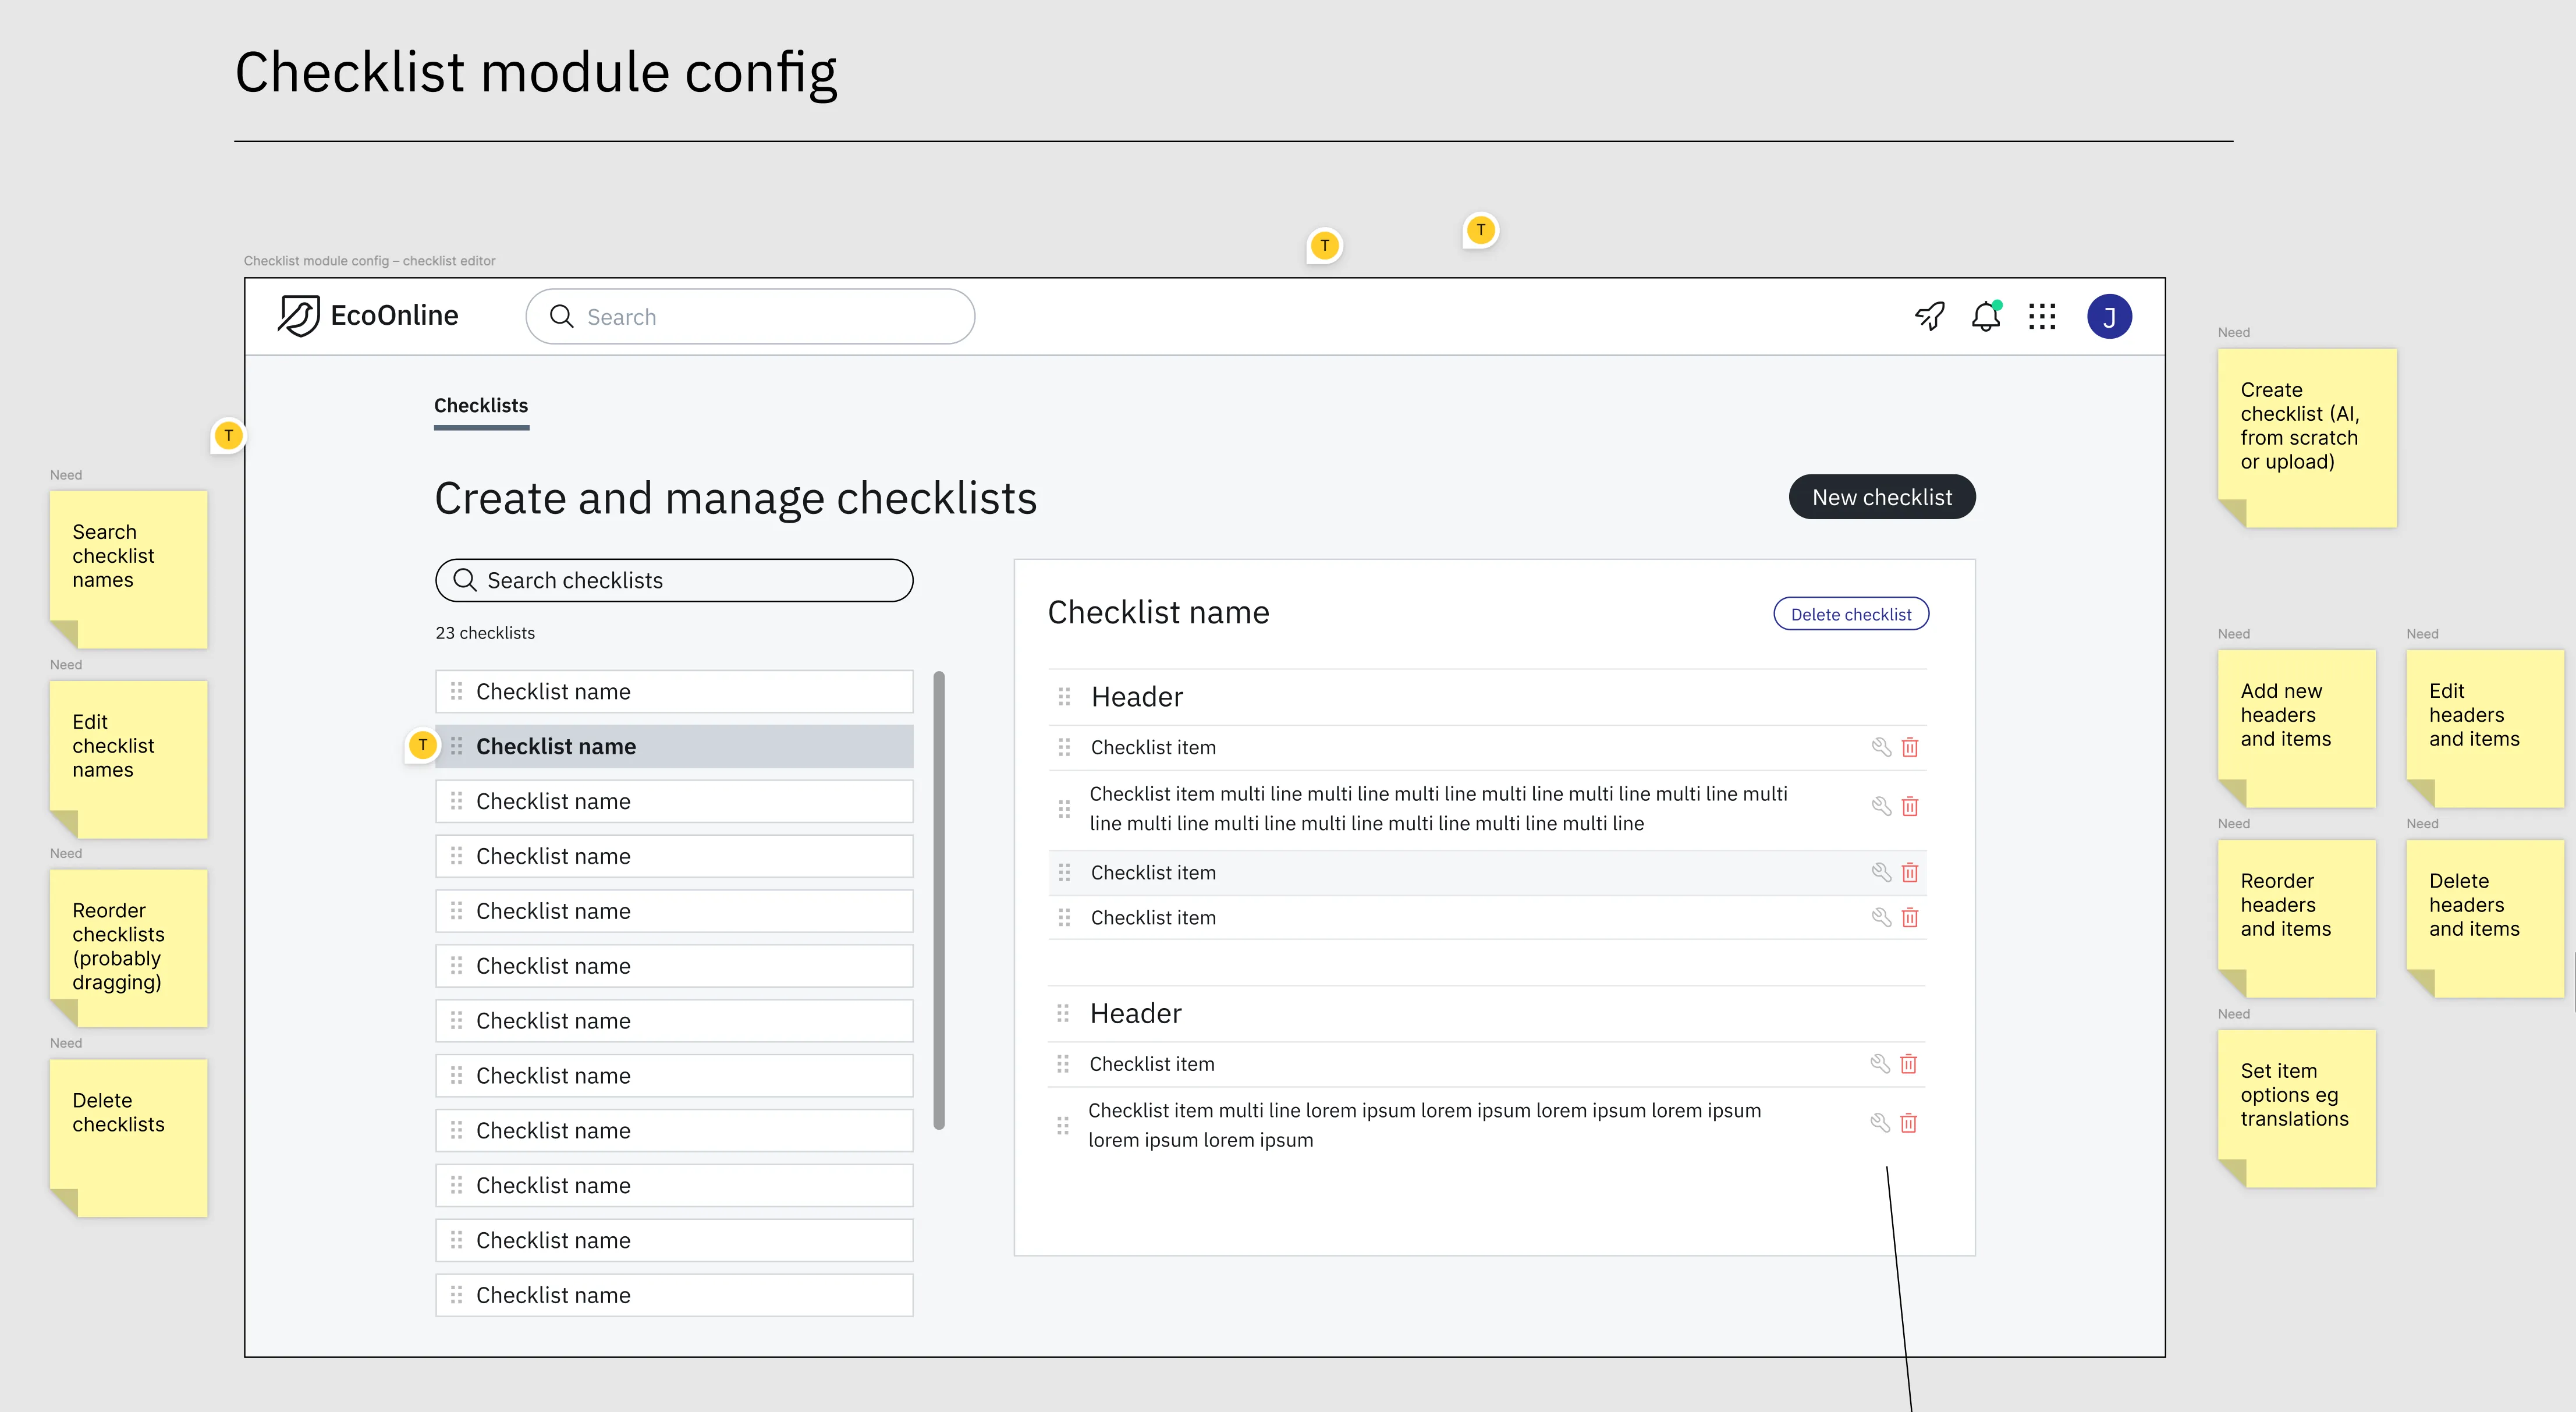 Checklist module config
T
T
Checklist module config – checklist editor
EcoOnline
Search
J
T
Checklists
Create and manage checklists
New checklist
Search checklists
23 checklists
Checklist name
T
Checklist name
Checklist name
Checklist name
Checklist name
Checklist name
Checklist name
Checklist name
Checklist name
Checklist name
Checklist name
Checklist name
Checklist name
Delete checklist
Header
Checklist item
Checklist item multi line multi line multi line multi line multi line multi line multi
line multi line multi line multi line multi line multi line multi line
Checklist item
Checklist item
Header
Checklist item
Checklist item multi line lorem ipsum lorem ipsum lorem ipsum lorem ipsum
lorem ipsum lorem ipsum
Need
Search
checklist
names
Need
Edit
checklist
names
Need
Reorder
checklists
(probably
dragging)
Need
Delete
checklists
Need
Create
checklist (AI,
from scratch
or upload)
Need
Add new
headers
and items
Need
Edit
headers
and items
Need
Reorder
headers
and items
Need
Delete
headers
and items
Need
Set item
options eg
translations